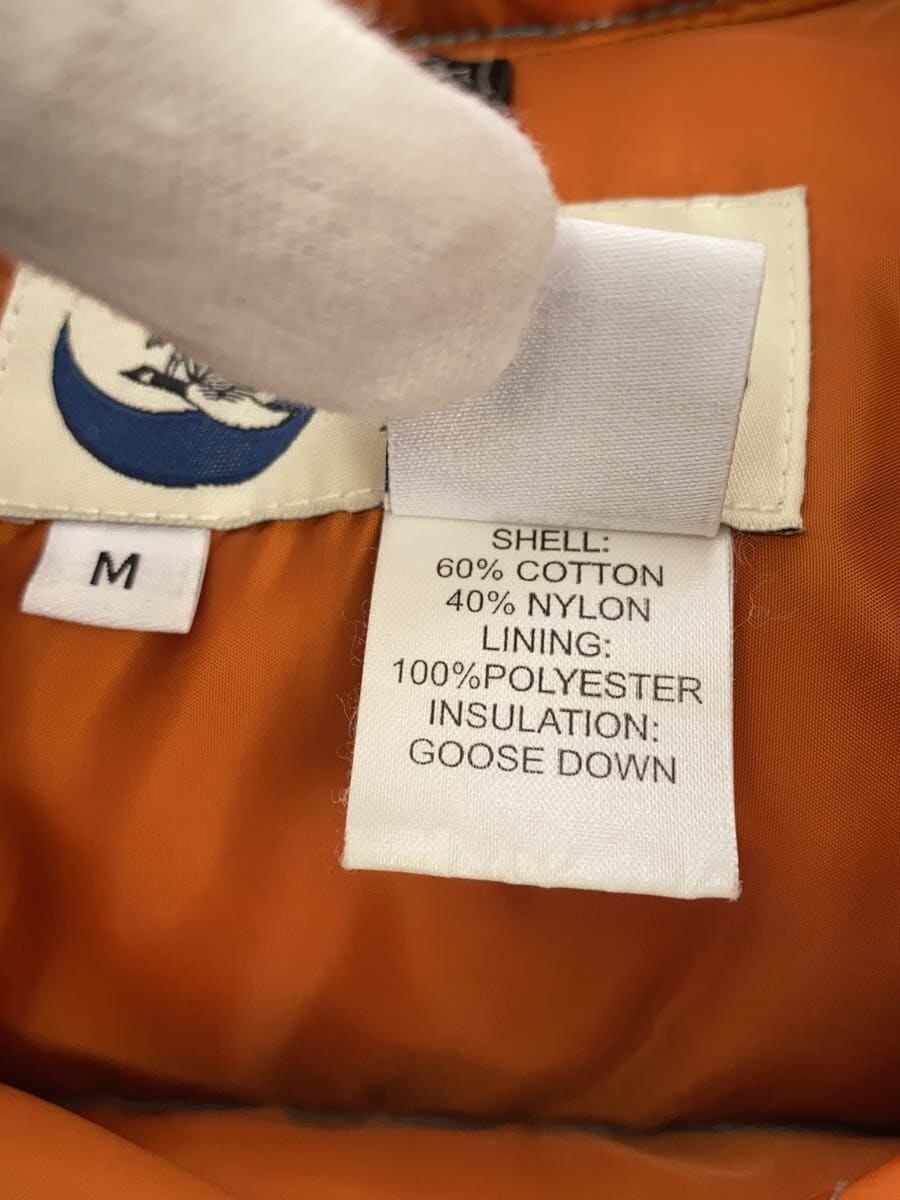 M
SHELL:
60% COTTON
40% NYLON
LINING:
100%POLYESTER
INSULATION:
GOOSE DOWN